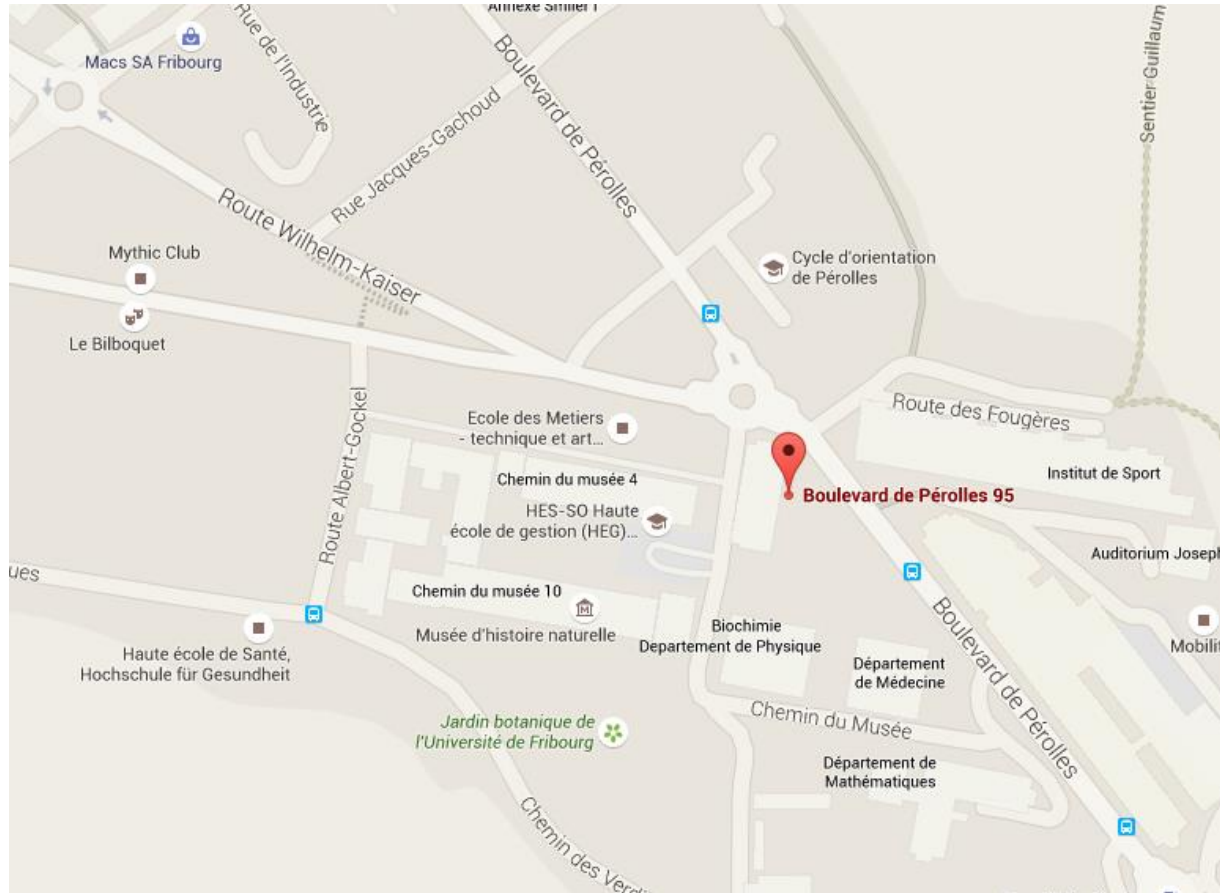 Annexe Smilér I
Macs SA Fribourg
Rue de l'Industrie
Boulevard de Pérolles
Rue Jacques-Gachoud
Sentier Guillaum
Route Wilhelm-Kaiser
Mythic Club
Le Bilboquet
Cycle d'orientation
de Pérolles
Route Albert-Gockel
Ecole des Metiers
- technique et art...
Route des Fougères
Chemin du musée 4
Institut de Sport
Boulevard de Pérolles 95
HES-SO Haute
école de gestion (HEG)...
Auditorium Joseph
ues
Chemin du musée 10
Musée d'histoire naturelle
Biochimie
Departement de Physique
Boulevard de Pérolles
Haute école de Santé,
Hochschule für Gesundheit
Département
de Médecine
Mobilit
Jardin botanique de
l'Université de Fribourg
Chemin du Musée
Département de
Mathématiques
Chemin des Verdi